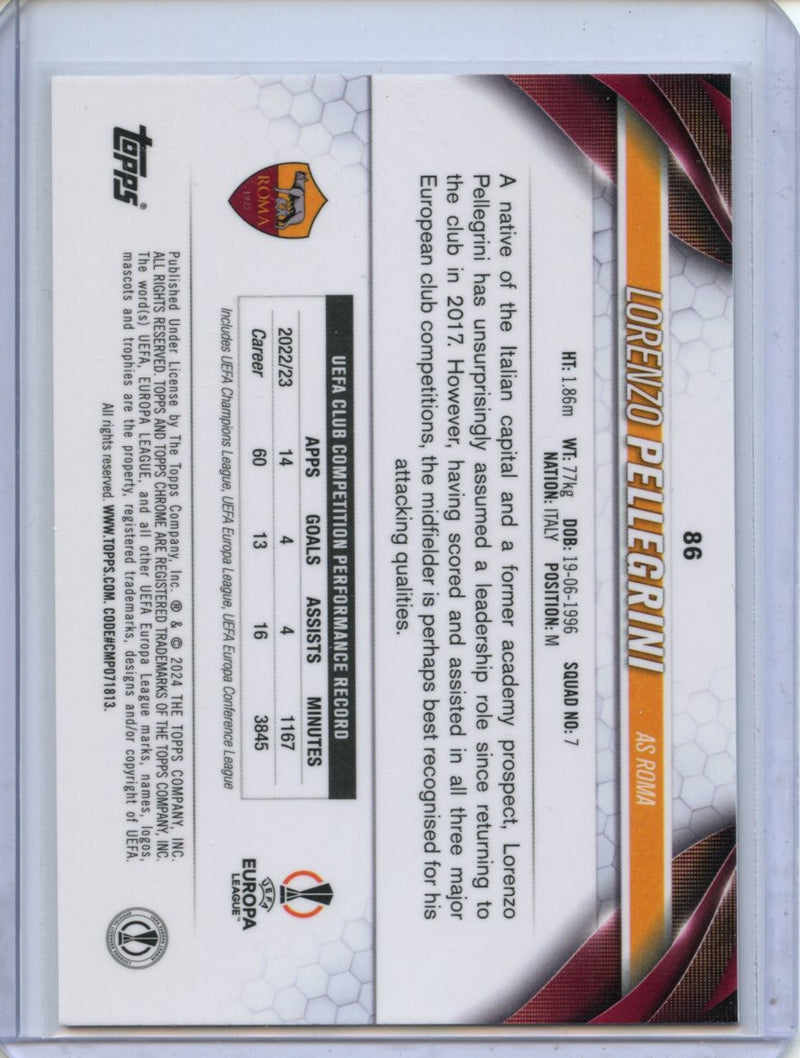 86
LORENZO PELLEGRINI AS ROMA
HT: 1.86m WT: 77kg DOB: 19-06-1996 SQUAD NO: 7
NATION: ITALY POSITION: M
A native of the Italian capital and a former academy prospect, Lorenzo
Pellegrini has unsurprisingly assumed a leadership role since returning to
the club in 2017. However, having scored and assisted in all three major
European club competitions, the midfielder is perhaps best recognised for his
attacking qualities.
ROMA
1927
UEFA CLUB COMPETITION PERFORMANCE RECORD
APPS GOALS ASSISTS MINUTES
2022/23 14 4 4 1167
Career 60 13 16 3845
Includes UEFA Champions League, UEFA Europa League, UEFA Europa Conference League
UEFA
EUROPA
LEAGUE™
topps®
Published Under License by The Topps Company, Inc. ® & © 2024 THE TOPPS COMPANY, INC.
ALL RIGHTS RESERVED. TOPPS AND TOPPS CHROME ARE REGISTERED TRADEMARKS OF THE TOPPS COMPANY, INC.
The word(s) UEFA, EUROPA LEAGUE, and all other UEFA Europa League marks, names, logos,
mascots and trophies are the property, registered trademarks, designs and/or copyright of UEFA.
All rights reserved. WWW.TOPPS.COM. CODE#CMP071813.